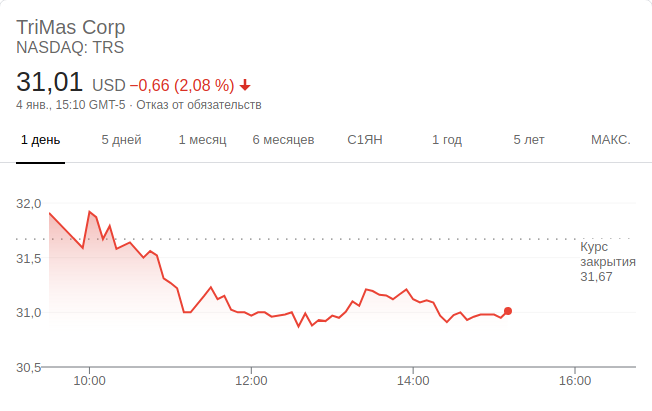 TriMas Corp
NASDAQ: TRS
31,01 USD −0,66 (2,08 %)
4 янв., 15:10 GMT-5 · Отказ от обязательств
1 день 5 дней 1 месяц 6 месяцев С1ЯН 1 год 5 лет МАКС.
32,0
Курс
закрытия
31,67
31,5
31,0
30,5
10:00 12:00 14:00 16:00